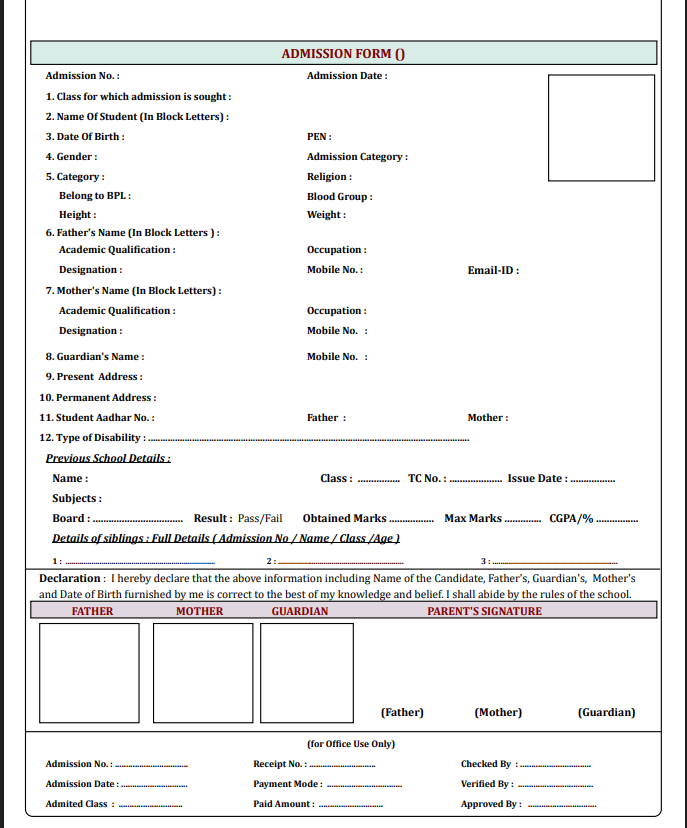 ADMISSION FORM ()
Admission No. : Admission Date :
1. Class for which admission is sought :
2. Name Of Student (In Block Letters) :
3. Date Of Birth : PEN :
4. Gender : Admission Category :
5. Category : Religion :
Belong to BPL : Blood Group :
Height : Weight :
6. Father's Name (In Block Letters ) :
Academic Qualification : Occupation :
Designation : Mobile No. : Email-ID :
7. Mother's Name (In Block Letters) :
Academic Qualification : Occupation :
Designation : Mobile No. :
8. Guardian's Name : Mobile No. :
9. Present Address :
10. Permanent Address :
11. Student Aadhar No. : Father : Mother :
12. Type of Disability : ................................................................................
Previous School Details :
Name : Class : ................ TC No. : .................... Issue Date : .................
Subjects :
Board : .................................. Result : Pass/Fail Obtained Marks ................. Max Marks .............. CGPA/% ................
Details of siblings : Full Details ( Admission No / Name / Class /Age )
1 : ........................................ 2 : ........................................ 3 : ........................................
Declaration : I hereby declare that the above information including Name of the Candidate, Father's, Guardian's, Mother's
and Date of Birth furnished by me is correct to the best of my knowledge and belief. I shall abide by the rules of the school.
FATHER MOTHER GUARDIAN PARENT'S SIGNATURE
(Father) (Mother) (Guardian)
(for Office Use Only)
Admission No. : .............................. Receipt No. : ............................ Checked By : ..............................
Admission Date : ............................ Payment Mode : .............................. Verified By : ...............................
Admited Class : .......................... Paid Amount : .......................... Approved By : ............................